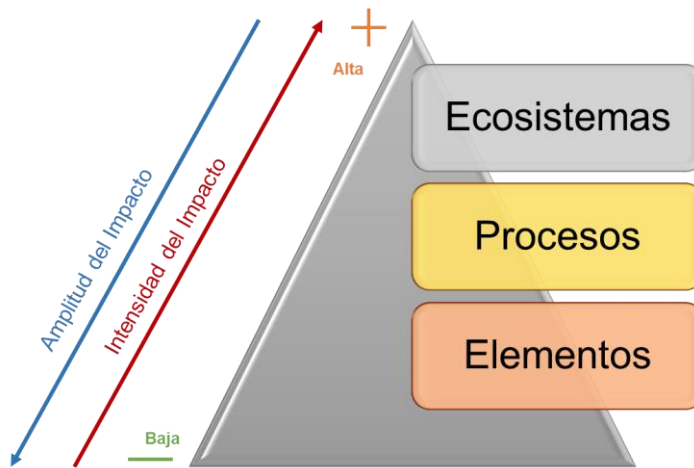 Alta
Ecosistemas
Amplitud del Impacto
Intensidad del Impacto
Procesos
Elementos
Baja